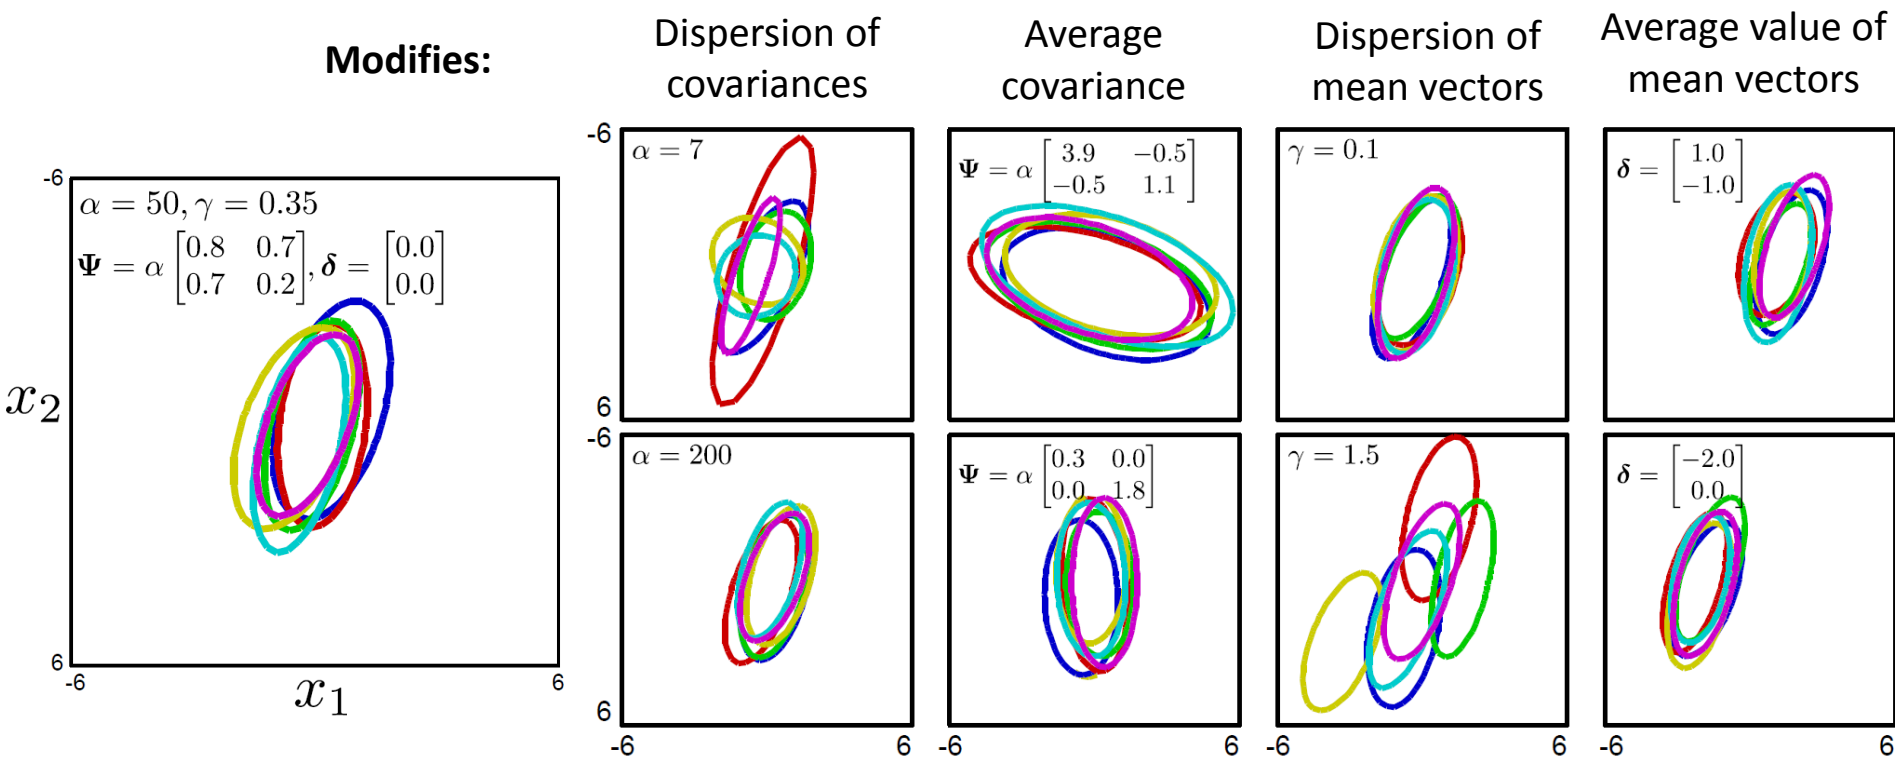 Modifies:
Dispersion of
covariances
Average
covariance
Dispersion of
mean vectors
Average value of
mean vectors
-6
α = 50, γ = 0.35
Ψ = α [0.8 0.7
0.7 0.2], δ = [0.0
0.0]
x2
6
-6
x1
6
-6
α = 7
6
Ψ = α [3.9 −0.5
−0.5 1.1]
γ = 0.1
δ = [1.0
−1.0]
-6
α = 200
6
-6
6
Ψ = α [0.3 0.0
0.0 1.8]
-6
6
γ = 1.5
-6
6
δ = [−2.0
0.0]
-6
6